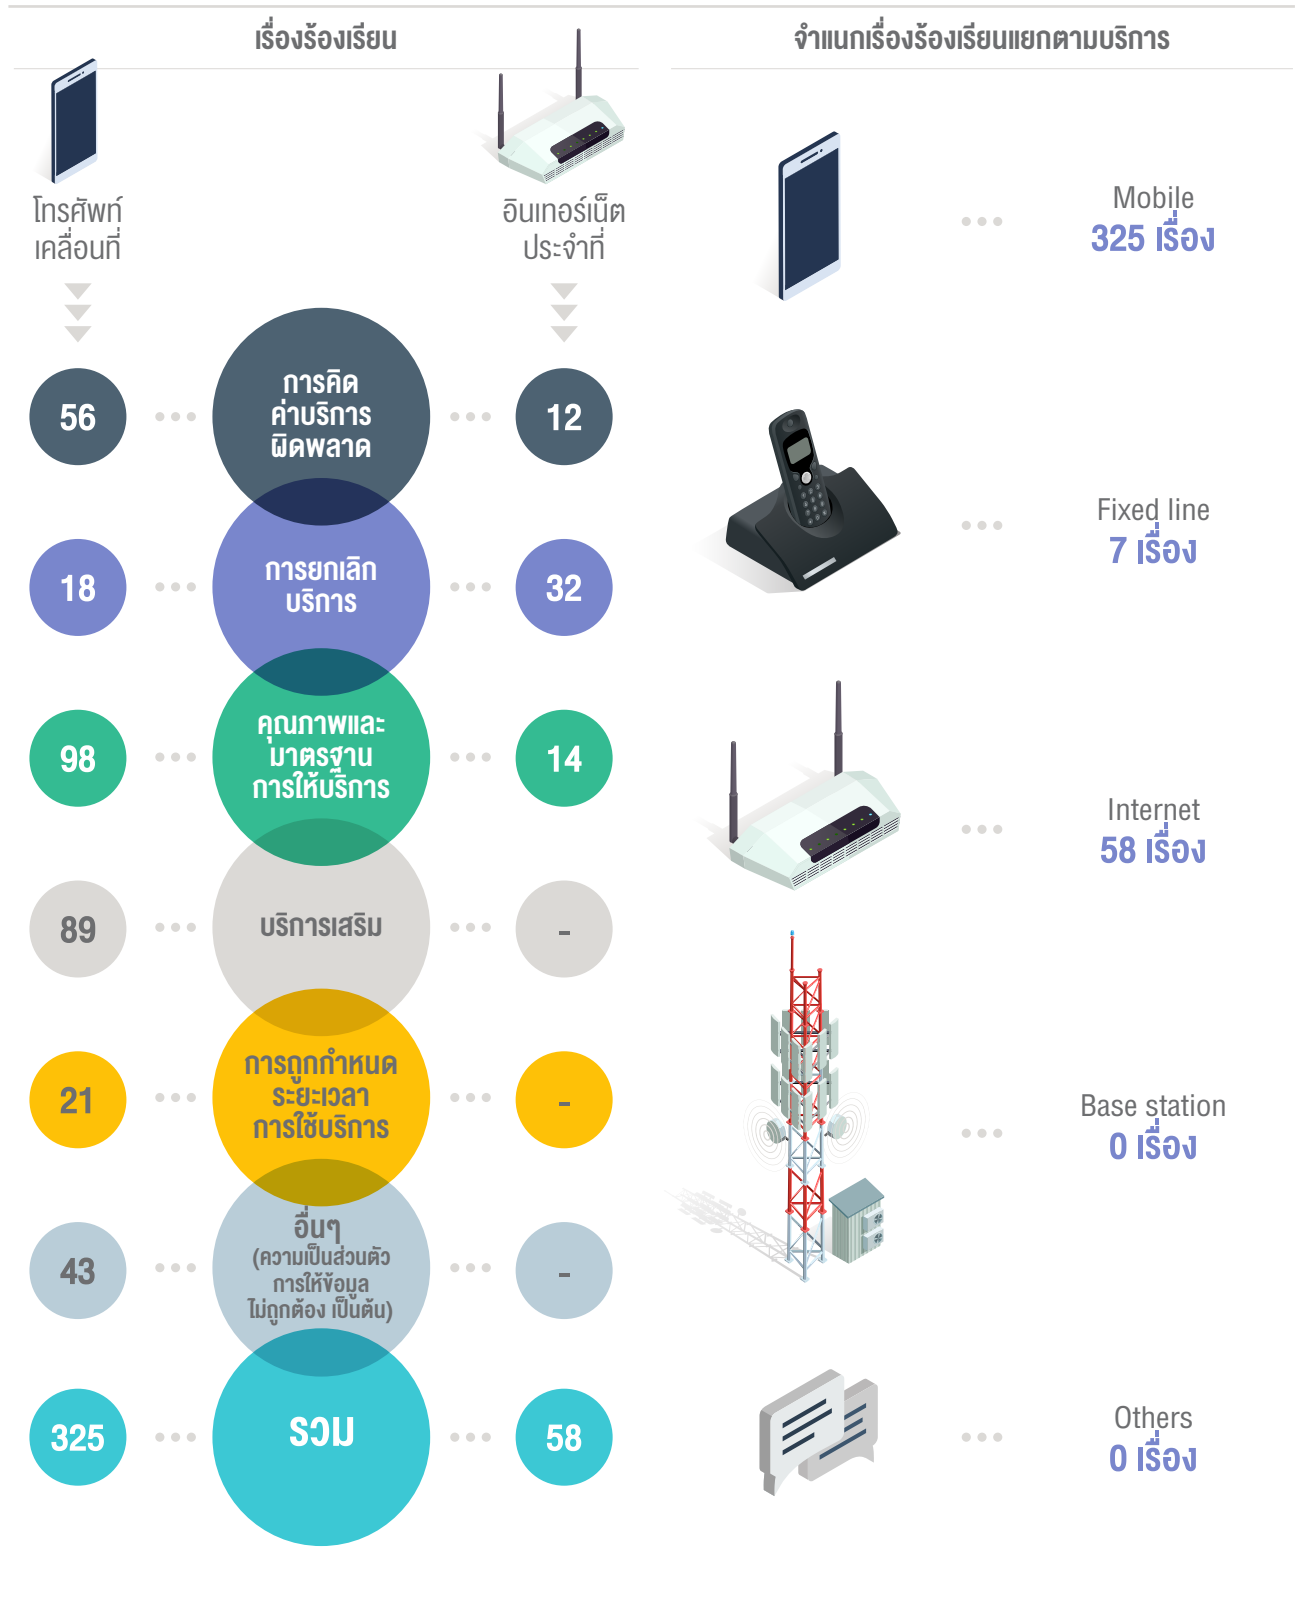 เรื่องร้องเรียน
โทรศัพท์
เคลื่อนที่
อินเทอร์เน็ต
ประจำที่
56
การคิด
ค่าบริการ
ผิดพลาด
12
18
การยกเลิก
บริการ
32
98
คุณภาพและ
มาตรฐาน
การให้บริการ
14
89
บริการเสริม
-
21
การถูกกำหนด
ระยะเวลา
การใช้บริการ
-
43
อื่นๆ
(ความเป็นส่วนตัว
การให้ข้อมูล
ไม่ถูกต้อง เป็นต้น)
-
325
รวม
58
จำแนกเรื่องร้องเรียนแยกตามบริการ
Mobile
325 เรื่อง
Fixed line
7 เรื่อง
Internet
58 เรื่อง
Base station
0 เรื่อง
Others
0 เรื่อง